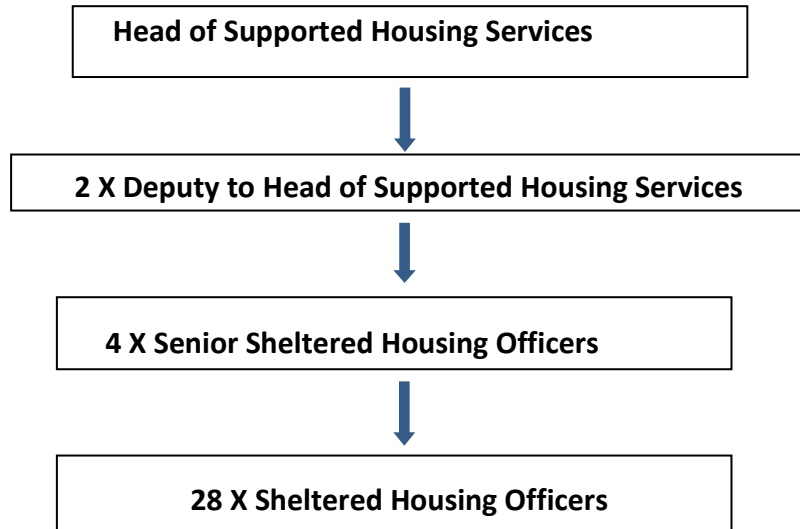 Head of Supported Housing Services
2 X Deputy to Head of Supported Housing Services
4 X Senior Sheltered Housing Officers
28 X Sheltered Housing Officers